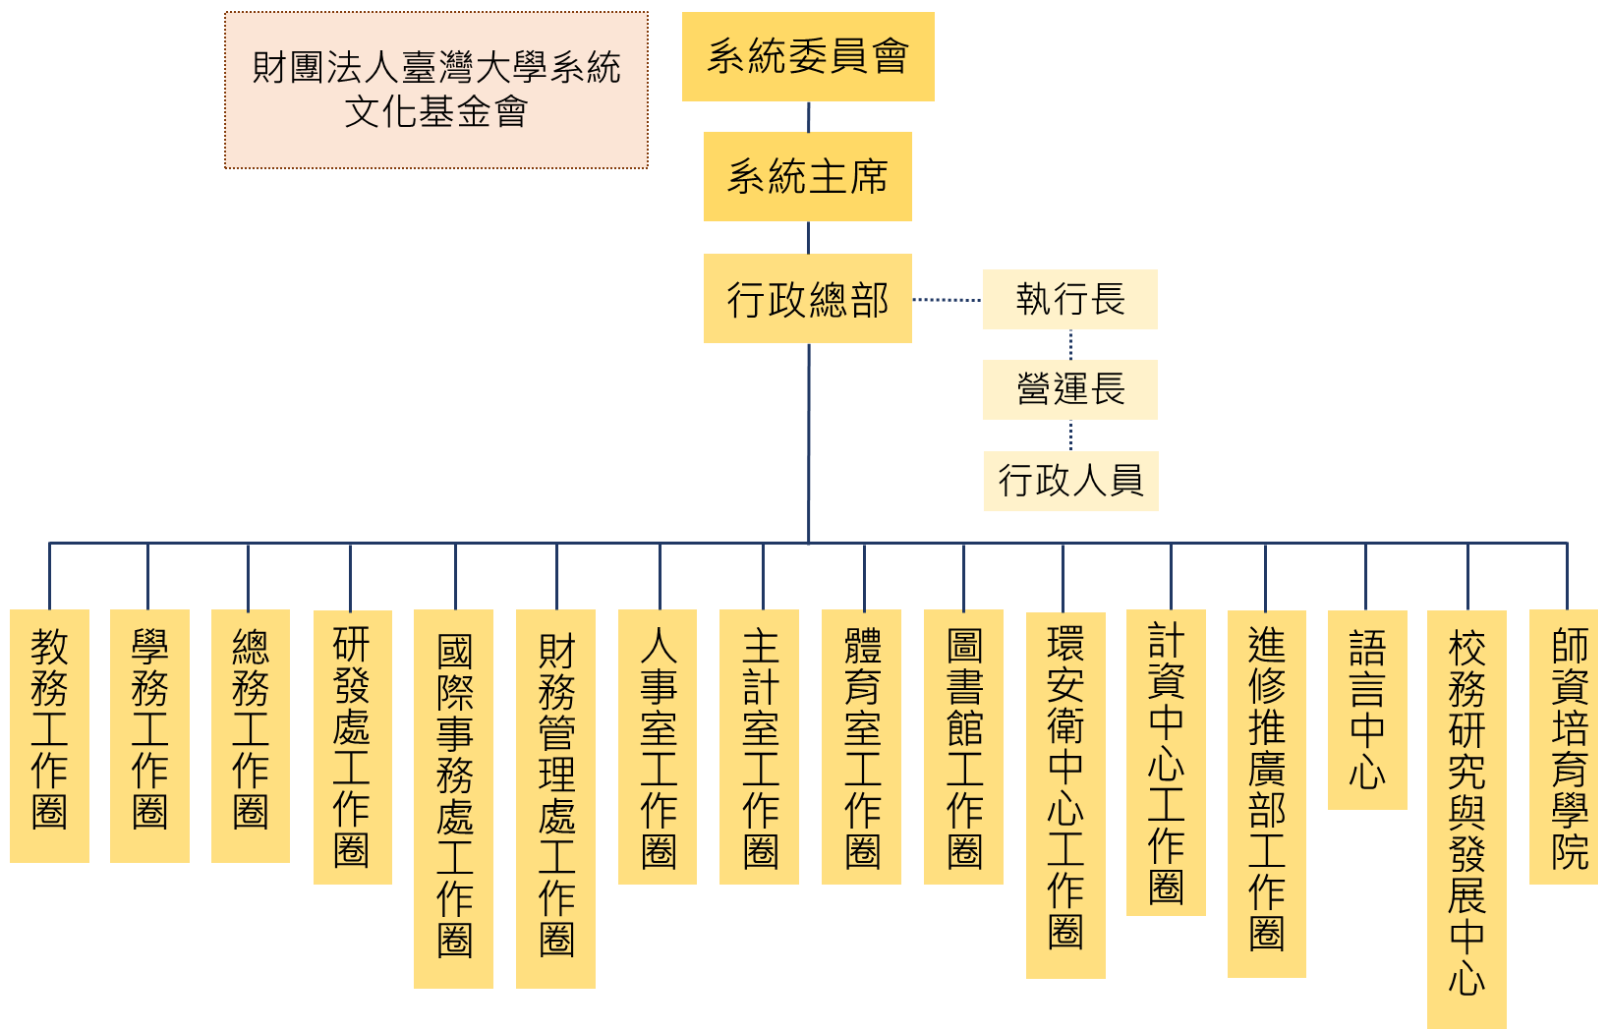 財團法人臺灣大學系統
文化基金會
系統委員會
系統主席
行政總部
執行長
營運長
行政人員
教務工作圈
學務工作圈
總務工作圈
研發處工作圈
國際事務處工作圈
財務管理處工作圈
人事室工作圈
主計室工作圈
體育室工作圈
圖書館工作圈
環安衛中心工作圈
計資中心工作圈
進修推廣部工作圈
語言中心
校務研究與發展中心
師資培育學院